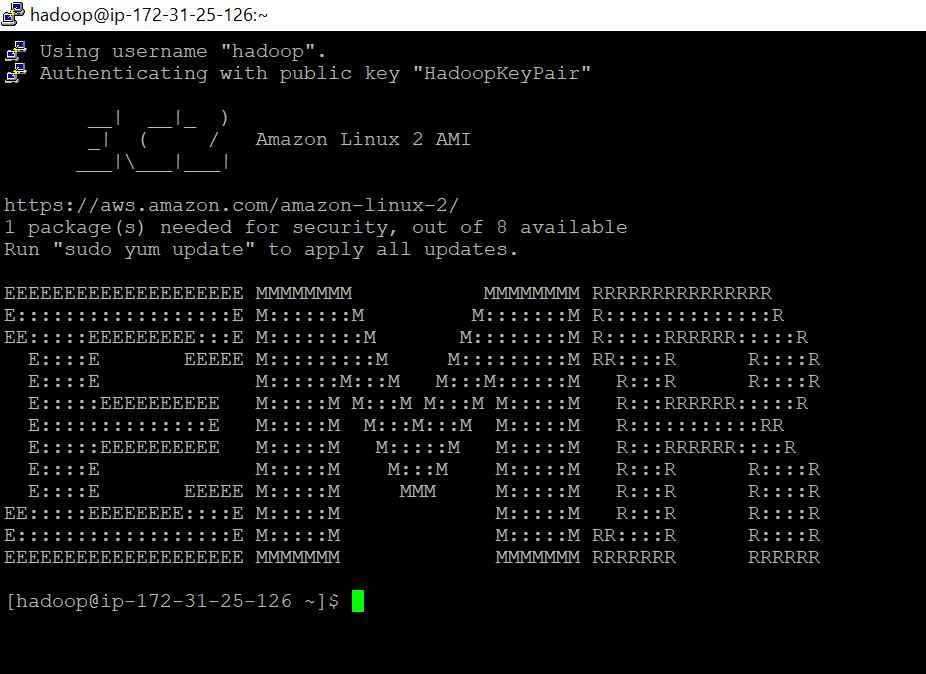 hadoop@ip-172-31-25-126:~
Using username "hadoop".
Authenticating with public key "HadoopKeyPair"

       __|  __|_  )
       _|  (     /   Amazon Linux 2 AMI
      ___|\___|___|

https://aws.amazon.com/amazon-linux-2/
1 package(s) needed for security, out of 8 available
Run "sudo yum update" to apply all updates.

EEEEEEEEEEEEEEEEEEEE MMMMMMMM           MMMMMMMM RRRRRRRRRRRRRRR
E::::::::::::::::::E M:::::::M         M:::::::M R::::::::::::::R
EE:::::EEEEEEEEE:::E M::::::::M       M::::::::M R:::::RRRRRR:::::R
  E::::E       EEEEE M:::::::::M     M:::::::::M RR::::R      R::::R
  E::::E             M::::::M:::M   M:::M::::::M   R:::R      R::::R
  E:::::EEEEEEEEEE   M:::::M M:::M M:::M M:::::M   R:::RRRRRR:::::R
  E::::::::::::::E   M:::::M  M:::M:::M  M:::::M   R:::::::::::RR
  E:::::EEEEEEEEEE   M:::::M   M:::::M   M:::::M   R:::RRRRRR::::R
  E::::E             M:::::M    M:::M    M:::::M   R:::R      R::::R
  E::::E       EEEEE M:::::M     MMM     M:::::M   R:::R      R::::R
EE:::::EEEEEEEE::::E M:::::M             M:::::M   R:::R      R::::R
E::::::::::::::::::E M:::::M             M:::::M RR::::R      R::::R
EEEEEEEEEEEEEEEEEEEE MMMMMMM             MMMMMMM RRRRRRR      RRRRRR

[hadoop@ip-172-31-25-126 ~]$